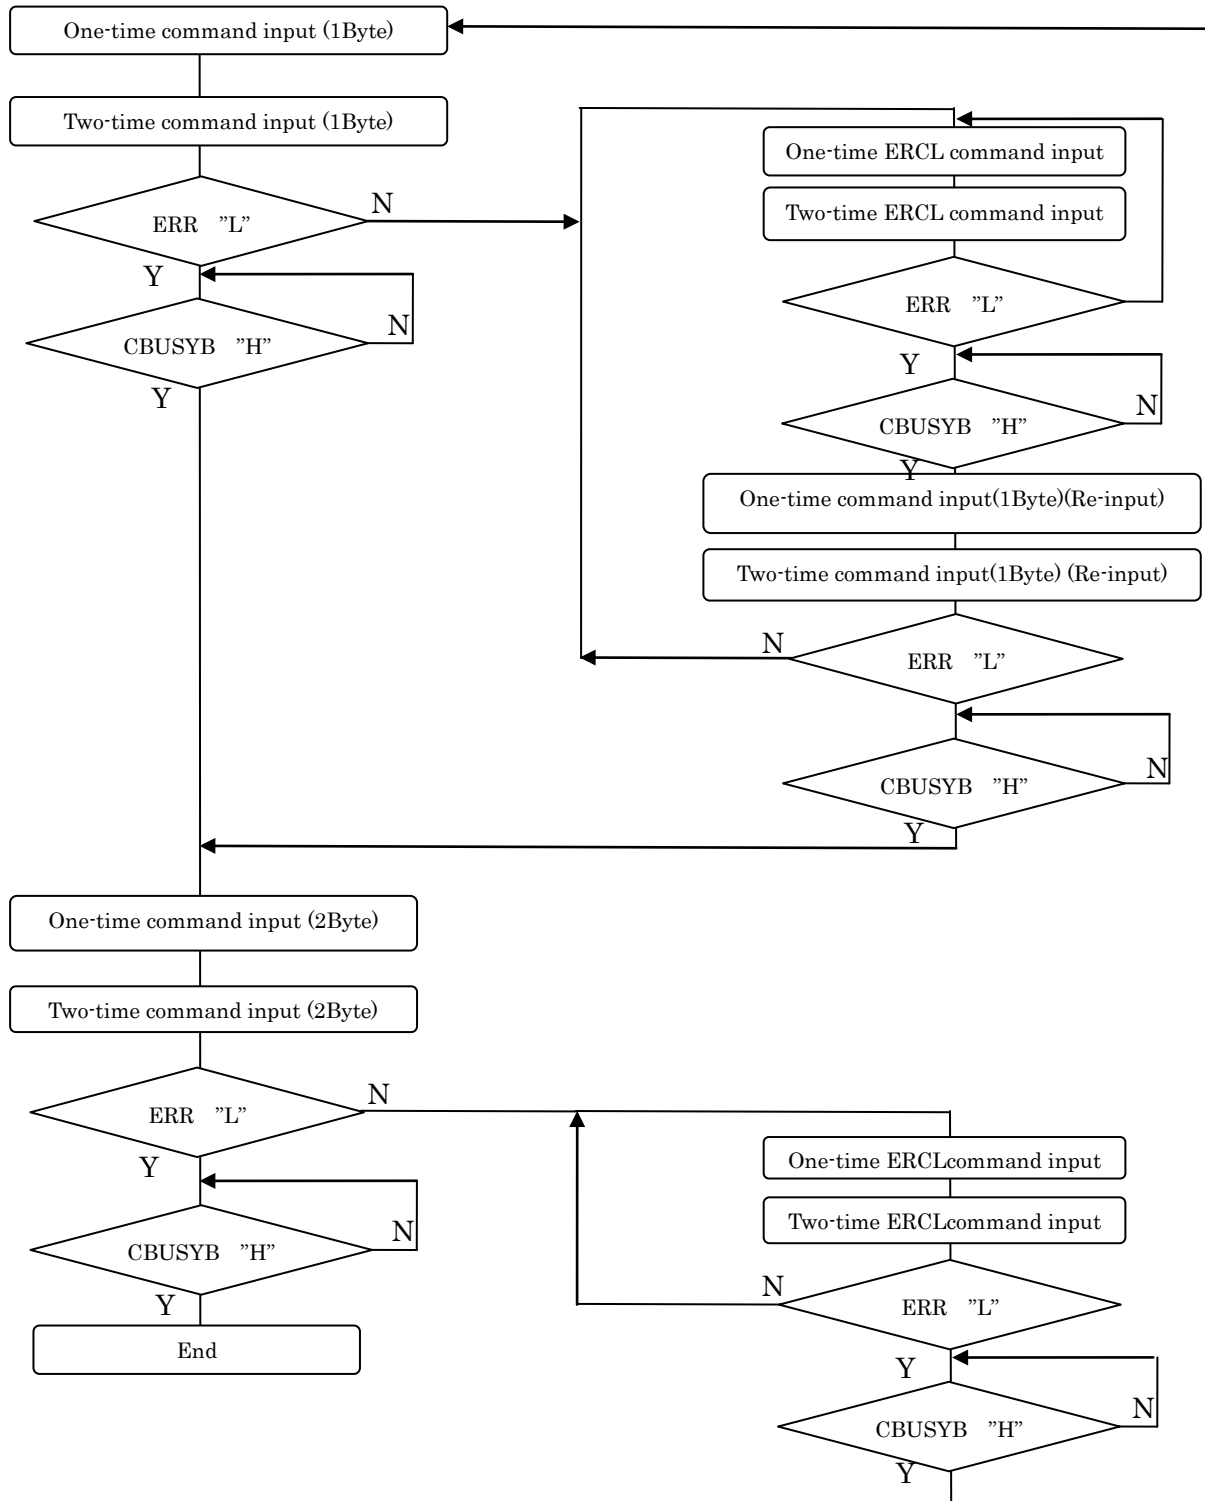 One-time command input (1Byte)
Two-time command input (1Byte)
ERR ”L”
N
Y
CBUSYB ”H”
N
Y
One-time ERCL command input
Two-time ERCL command input
ERR ”L”
Y
CBUSYB ”H”
N
Y
One-time command input(1Byte)(Re-input)
Two-time command input(1Byte) (Re-input)
ERR ”L”
N
CBUSYB ”H”
N
Y
One-time command input (2Byte)
Two-time command input (2Byte)
ERR ”L”
N
Y
CBUSYB ”H”
N
Y
End
One-time ERCLcommand input
Two-time ERCLcommand input
ERR ”L”
N
Y
CBUSYB ”H”
N
Y